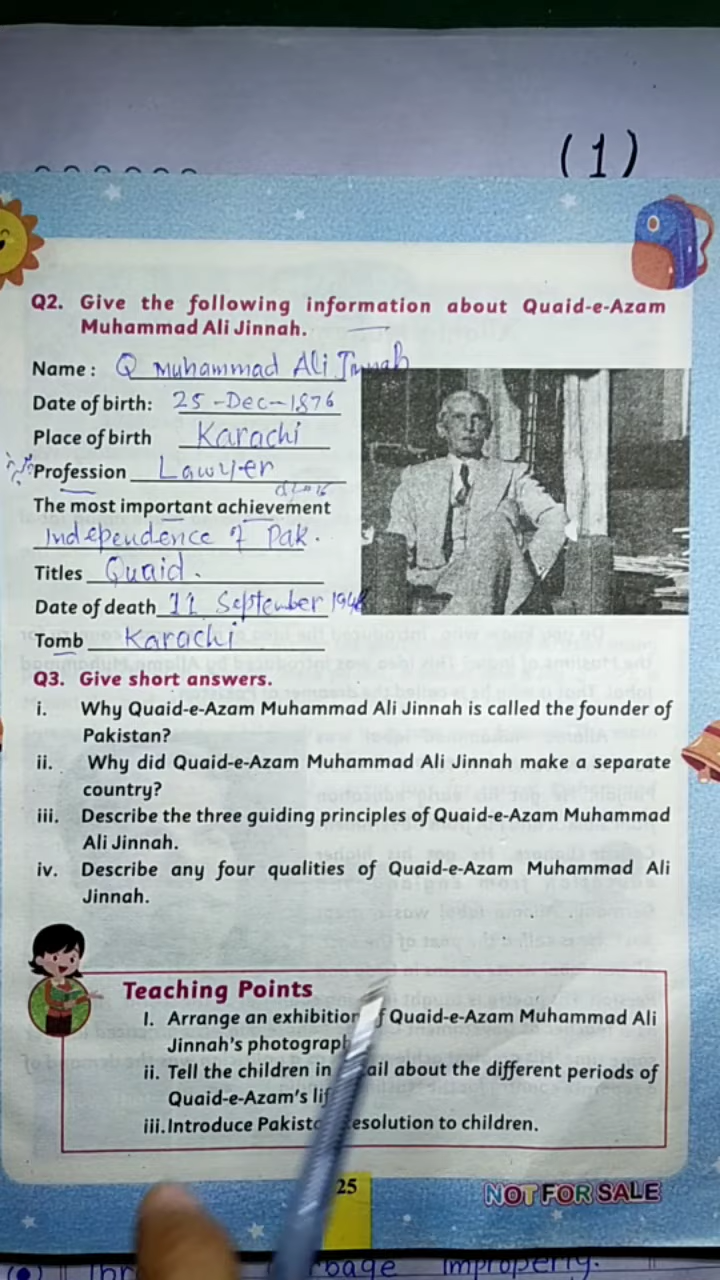 (1)
Q2. Give the following information about Quaid-e-Azam
Muhammad Ali Jinnah.
Name : Q Muhammad Ali Jinnah
Date of birth: 25-Dec-1876
Place of birth Karachi
Profession Lawyer
The most important achievement
Independence of Pak.
Titles Quaid.
Date of death 11 September 1948
Tomb Karachi
Q3. Give short answers.
i. Why Quaid-e-Azam Muhammad Ali Jinnah is called the founder of
Pakistan?
ii. Why did Quaid-e-Azam Muhammad Ali Jinnah make a separate
country?
iii. Describe the three guiding principles of Quaid-e-Azam Muhammad
Ali Jinnah.
iv. Describe any four qualities of Quaid-e-Azam Muhammad Ali
Jinnah.
Teaching Points
I. Arrange an exhibition of Quaid-e-Azam Muhammad Ali
Jinnah's photograph
ii. Tell the children in about the different periods of
Quaid-e-Azam's
iii. Introduce Resolution to children.
25
NOT FOR SALE
improperly.